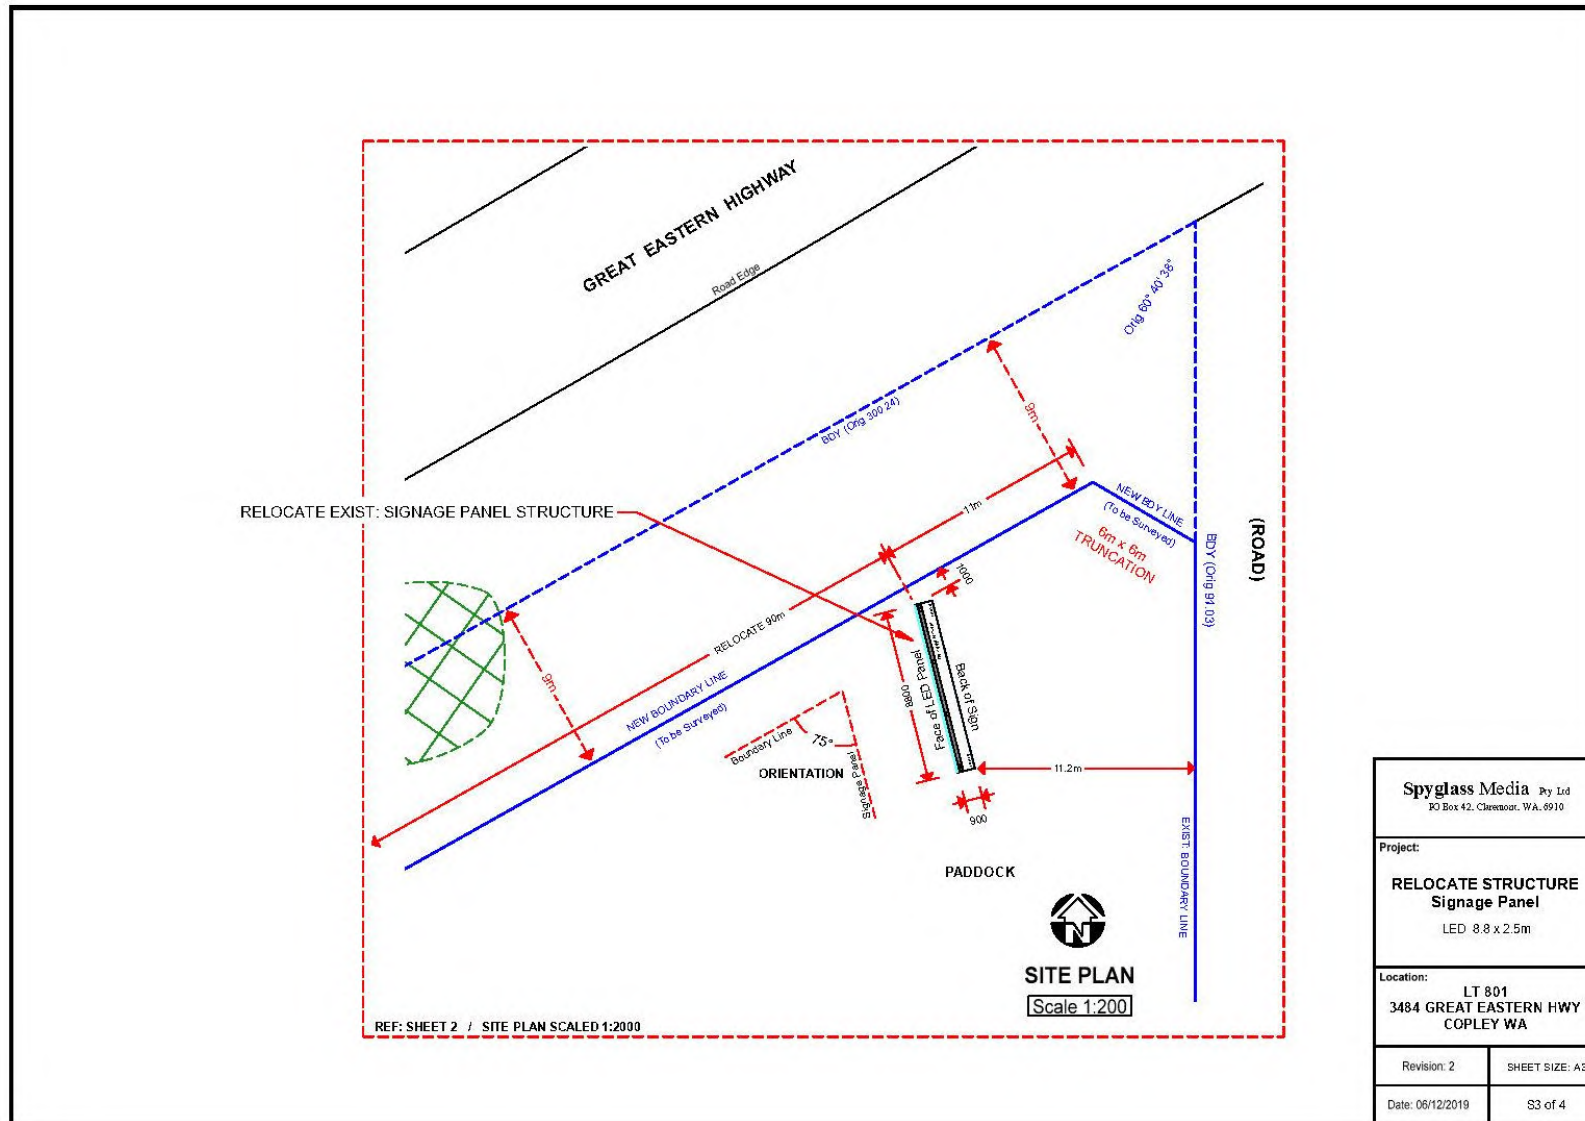 GREAT EASTERN HIGHWAY
Road Edge
Orig 60° 40' 38"
BDY (Orig 300.24)
9m
11m
RELOCATE EXIST: SIGNAGE PANEL STRUCTURE
NEW BDY LINE
(To be Surveyed)
6m x 6m
TRUNCATION
BDY (Orig 91.03)
(ROAD)
1000
RELOCATE 90m
9m
NEW BOUNDARY LINE
(To be Surveyed)
8800
Face of LED Panel
Back of Sign
Boundary Line
75°
Signage Panel
ORIENTATION
11.2m
900
EXIST: BOUNDARY LINE
PADDOCK
N
SITE PLAN
Scale 1:200
REF: SHEET 2 / SITE PLAN SCALED 1:2000
Spyglass Media Pty Ltd
PO Box 42, Claremont, WA, 6910
Project:
RELOCATE STRUCTURE
Signage Panel
LED 8.8 x 2.5m
Location:
LT 801
3484 GREAT EASTERN HWY
COPLEY WA
Revision: 2
SHEET SIZE: A3
Date: 06/12/2019
S3 of 4